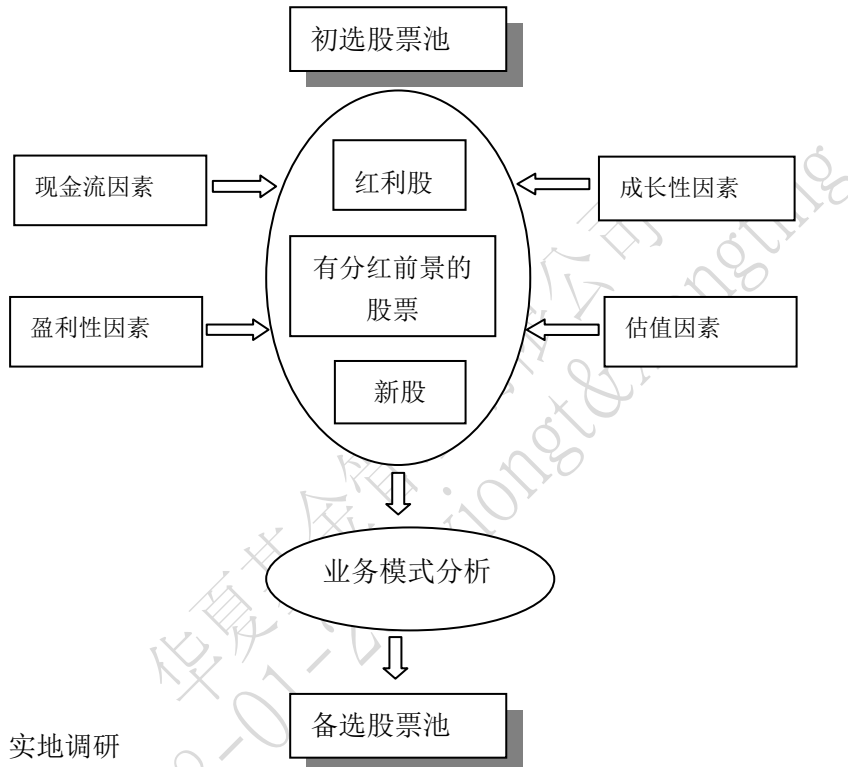 初选股票池
红利股
现金流因素
成长性因素
有分红前景的
股票
盈利性因素
估值因素
新股
业务模式分析
备选股票池
实地调研